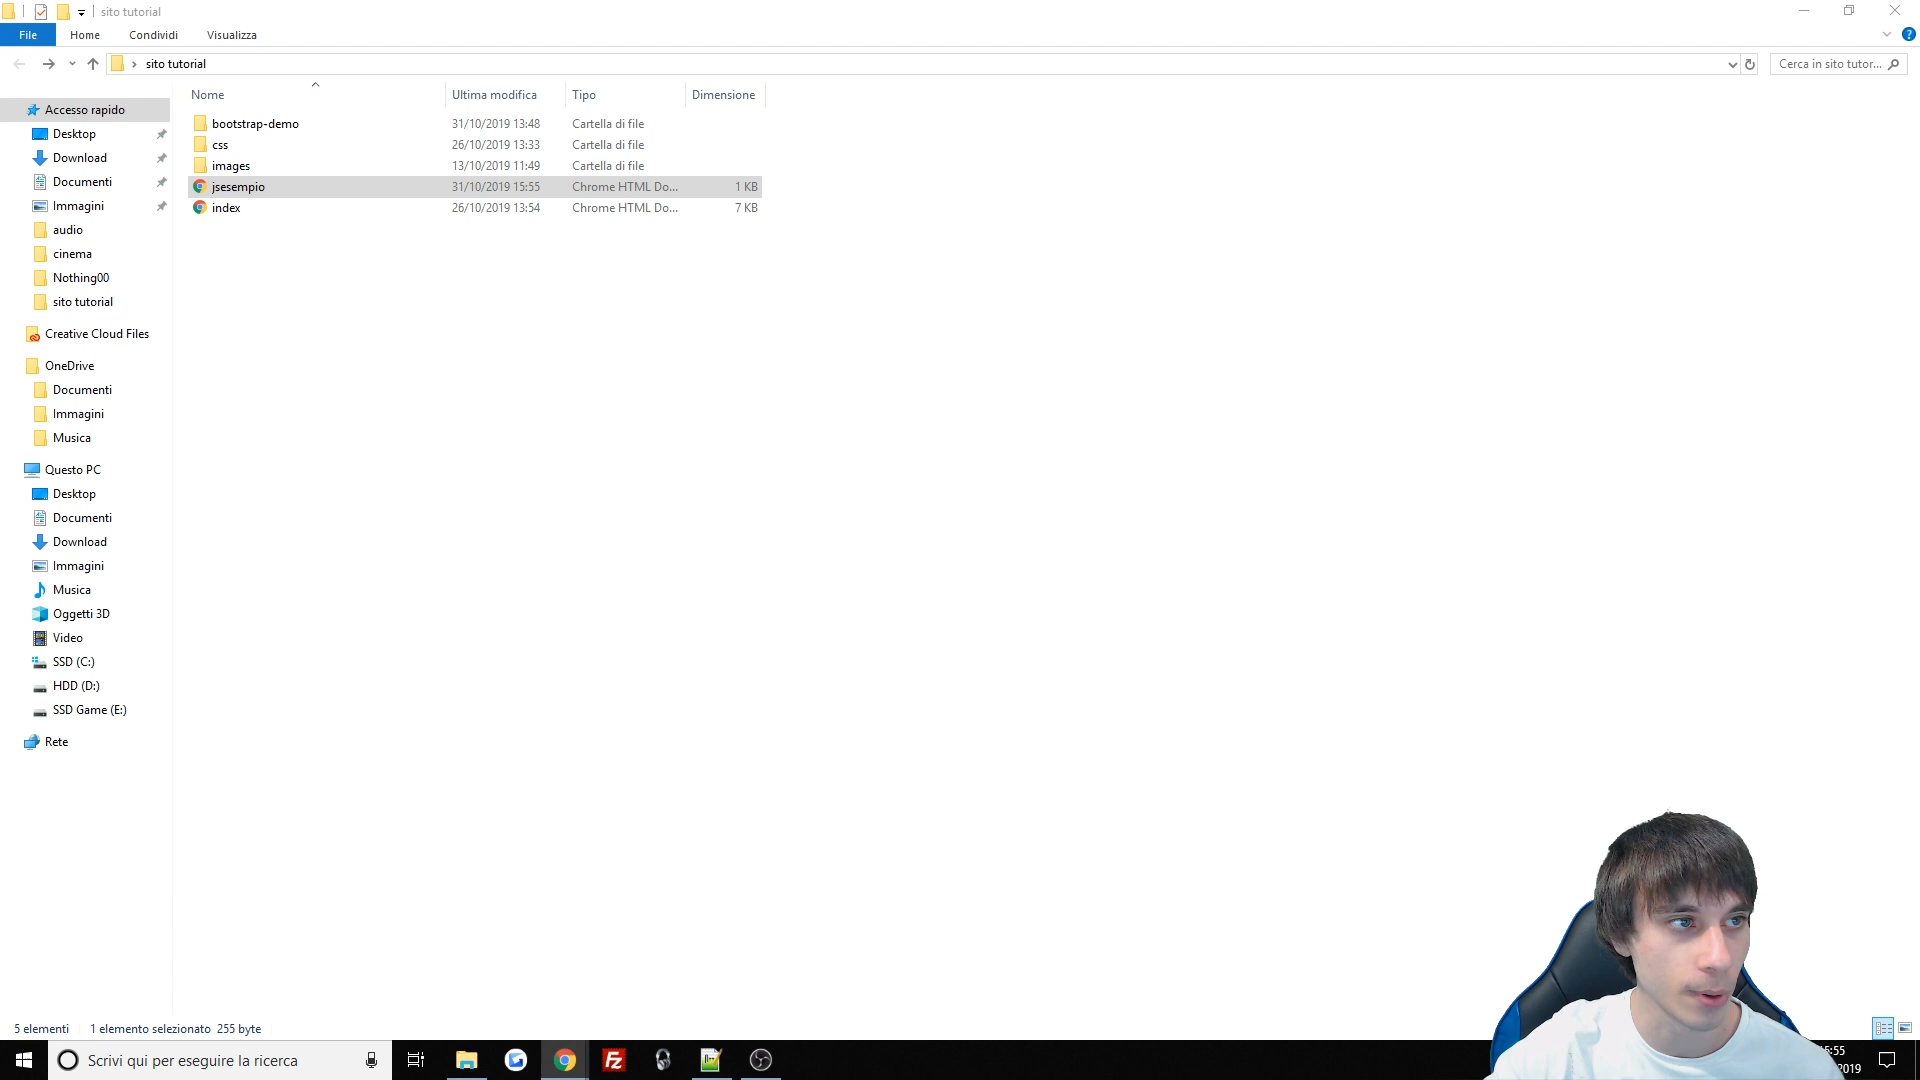 sito tutorial
File Home Condividi Visualizza
sito tutorial
Cerca in sito tutor...
Nome Ultima modifica Tipo Dimensione
bootstrap-demo 31/10/2019 13:48 Cartella di file
css 26/10/2019 13:33 Cartella di file
images 13/10/2019 11:49 Cartella di file
jsesempio 31/10/2019 15:55 Chrome HTML Do... 1 KB
index 26/10/2019 13:54 Chrome HTML Do... 7 KB
Accesso rapido
Desktop
Download
Documenti
Immagini
audio
cinema
Nothing00
sito tutorial
Creative Cloud Files
OneDrive
Documenti
Immagini
Musica
Questo PC
Desktop
Documenti
Download
Immagini
Musica
Oggetti 3D
Video
SSD (C:)
HDD (D:)
SSD Game (E:)
Rete
5 elementi 1 elemento selezionato 255 byte
Scrivi qui per eseguire la ricerca
5:55
2019